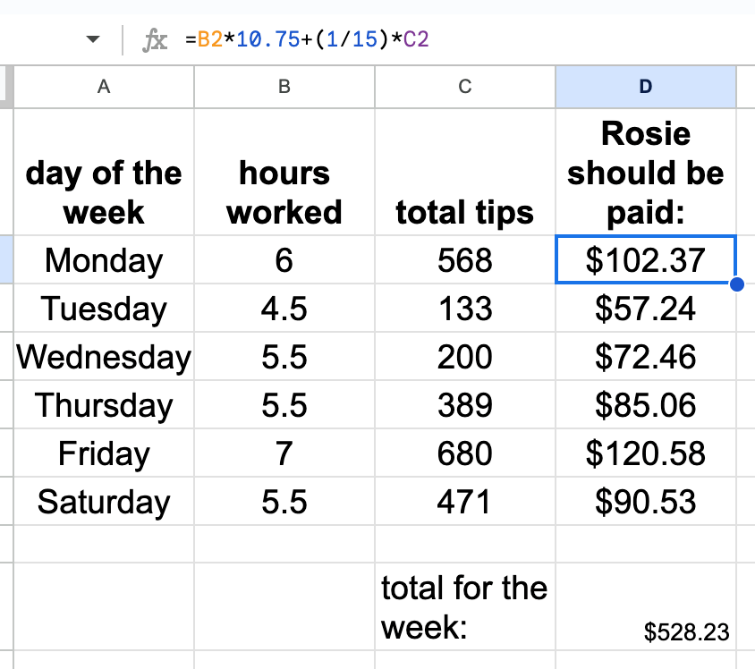 fx =B2*10.75+(1/15)*C2
A B C D
day of the week hours worked total tips Rosie should be paid:
Monday 6 568 $102.37
Tuesday 4.5 133 $57.24
Wednesday 5.5 200 $72.46
Thursday 5.5 389 $85.06
Friday 7 680 $120.58
Saturday 5.5 471 $90.53
total for the week: $528.23